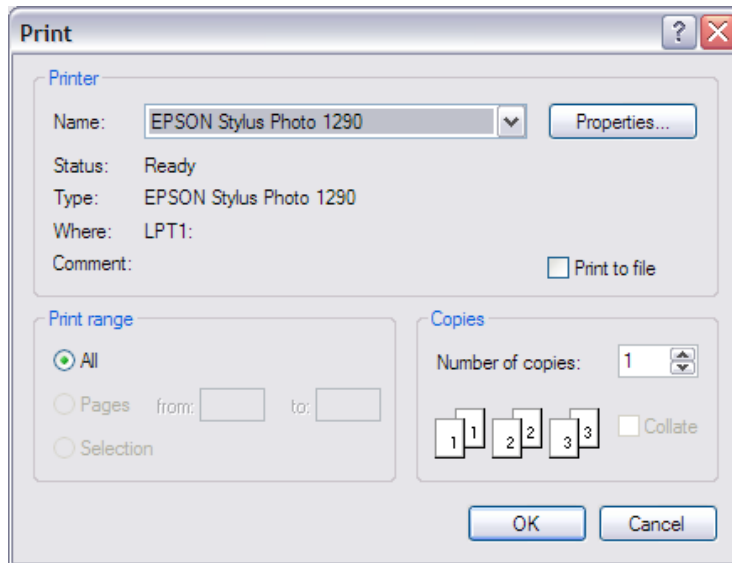 Print
Printer
Name: EPSON Stylus Photo 1290 Properties...
Status: Ready
Type: EPSON Stylus Photo 1290
Where: LPT1:
Comment: Print to file
Print range
All
Pages from: to:
Selection
Copies
Number of copies: 1
1 1 2 2 3 3 Collate
OK Cancel